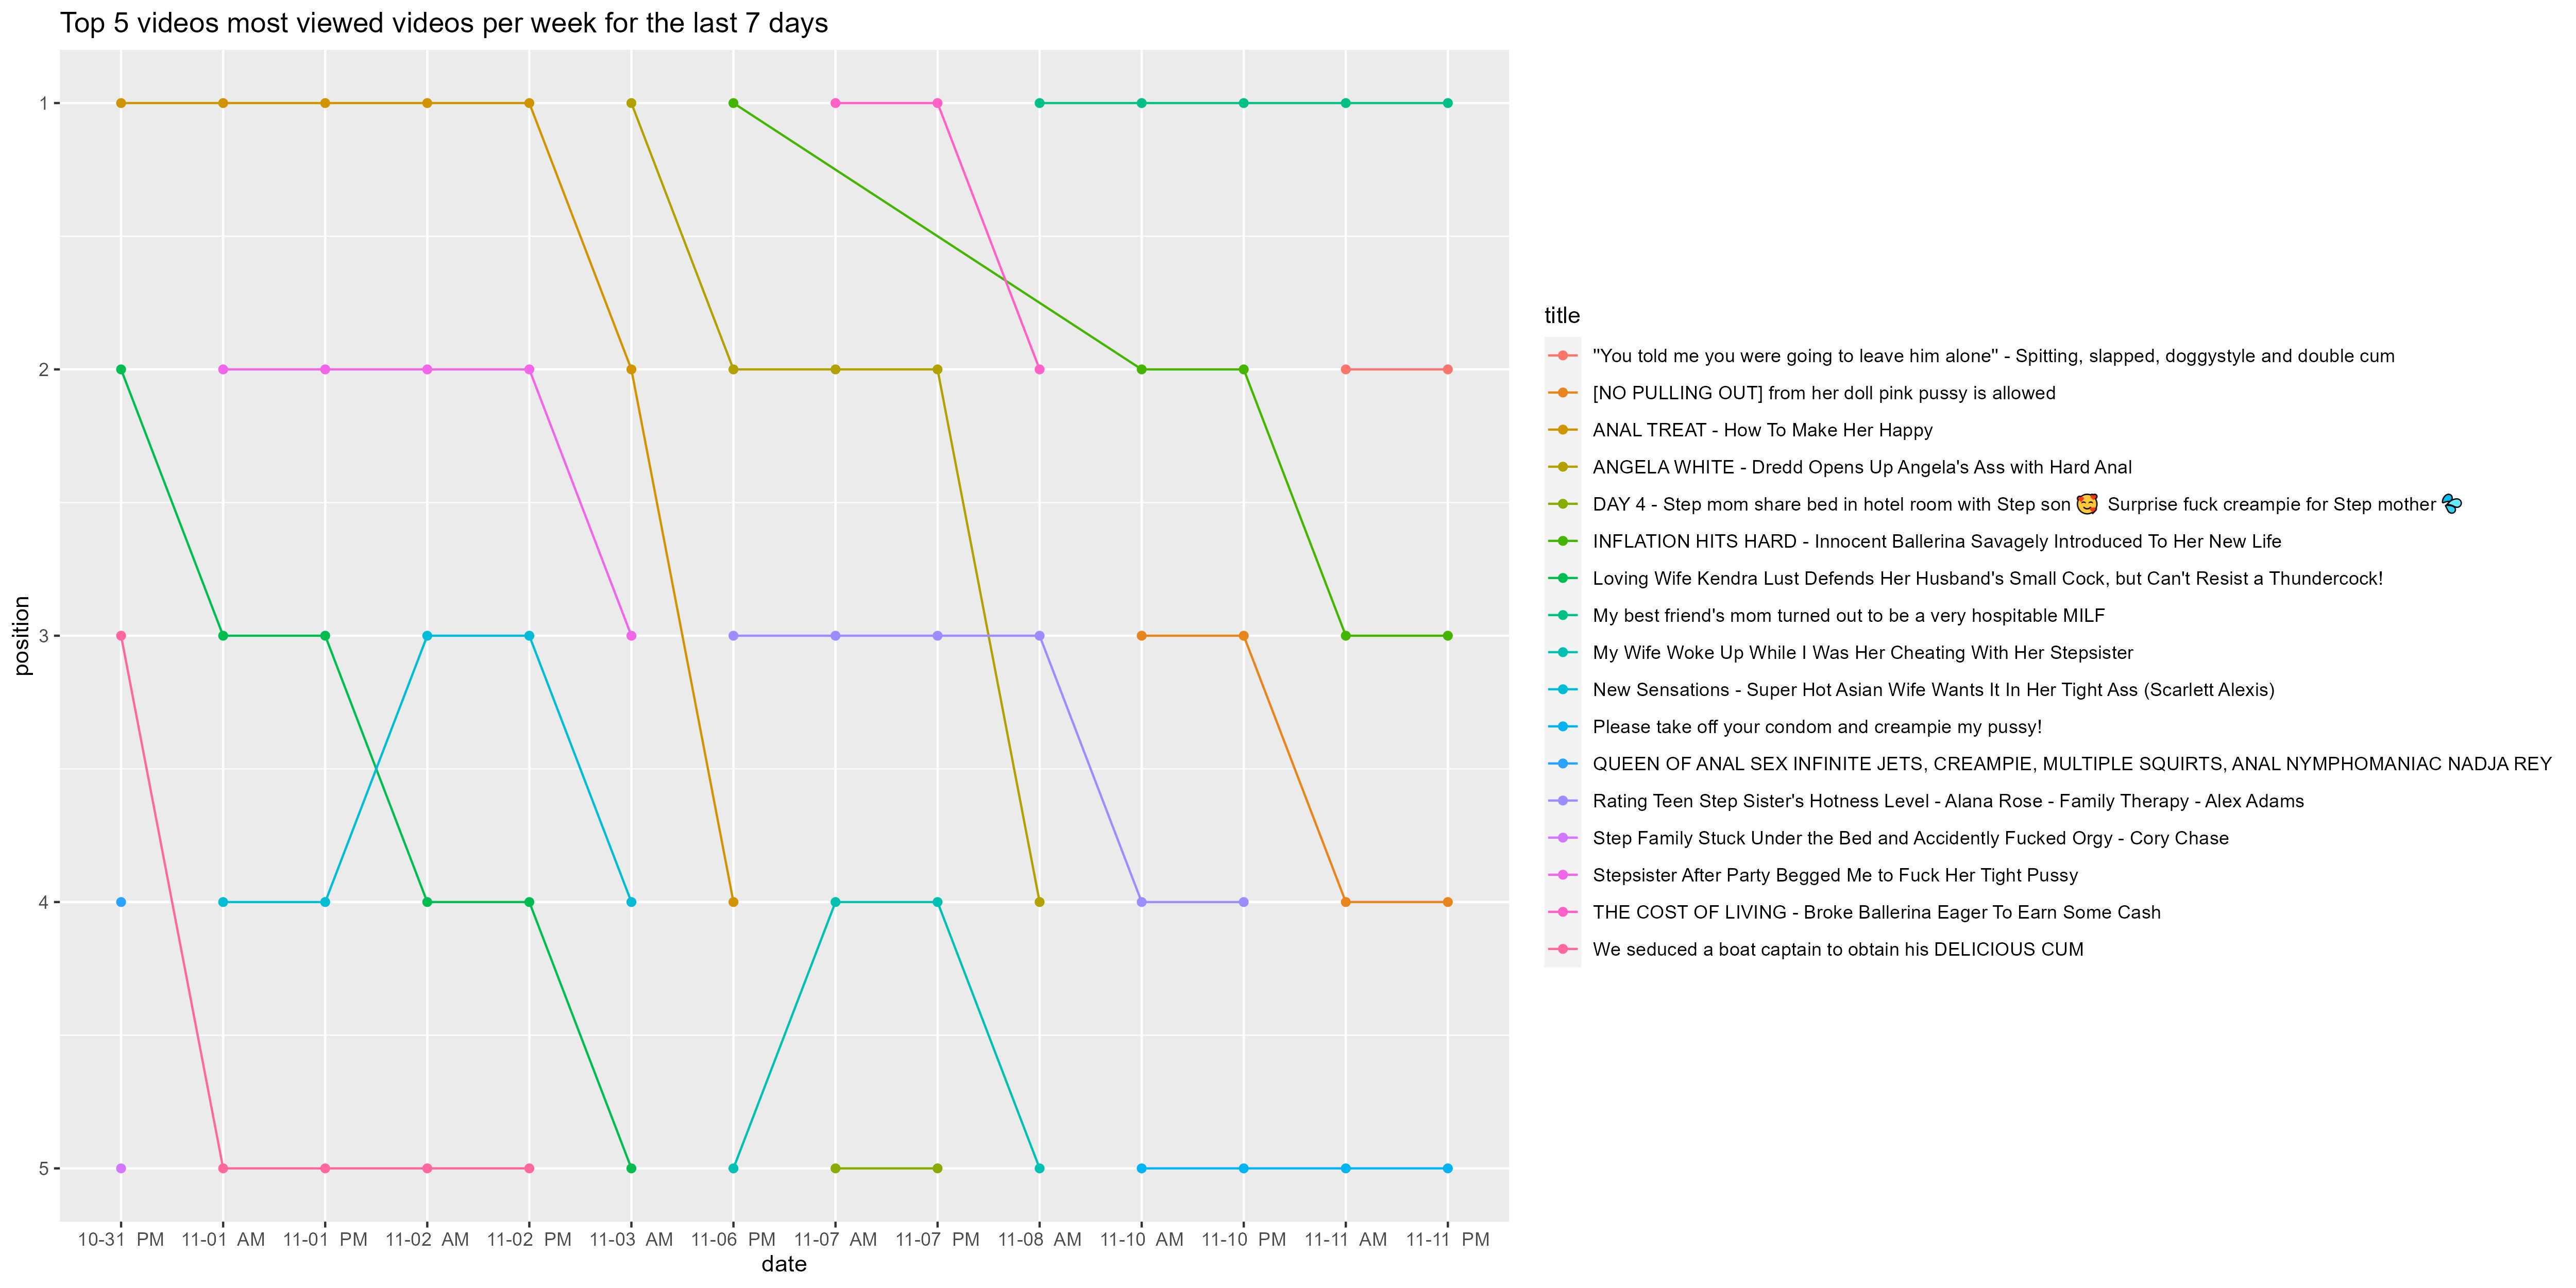 Top 5 videos most viewed videos per week for the last 7 days
position
1
2
3
4
5
10-31 PM 11-01 AM 11-01 PM 11-02 AM 11-02 PM 11-03 AM 11-06 PM 11-07 AM 11-07 PM 11-08 AM 11-10 AM 11-10 PM 11-11 AM 11-11 PM
date
title
"You told me you were going to leave him alone" - Spitting, slapped, doggystyle and double cum
[NO PULLING OUT] from her doll pink pussy is allowed
ANAL TREAT - How To Make Her Happy
ANGELA WHITE - Dredd Opens Up Angela's Ass with Hard Anal
DAY 4 - Step mom share bed in hotel room with Step son 🥰 Surprise fuck creampie for Step mother 💦
INFLATION HITS HARD - Innocent Ballerina Savagely Introduced To Her New Life
Loving Wife Kendra Lust Defends Her Husband's Small Cock, but Can't Resist a Thundercock!
My best friend's mom turned out to be a very hospitable MILF
My Wife Woke Up While I Was Her Cheating With Her Stepsister
New Sensations - Super Hot Asian Wife Wants It In Her Tight Ass (Scarlett Alexis)
Please take off your condom and creampie my pussy!
QUEEN OF ANAL SEX INFINITE JETS, CREAMPIE, MULTIPLE SQUIRTS, ANAL NYMPHOMANIAC NADJA REY
Rating Teen Step Sister's Hotness Level - Alana Rose - Family Therapy - Alex Adams
Step Family Stuck Under the Bed and Accidently Fucked Orgy - Cory Chase
Stepsister After Party Begged Me to Fuck Her Tight Pussy
THE COST OF LIVING - Broke Ballerina Eager To Earn Some Cash
We seduced a boat captain to obtain his DELICIOUS CUM